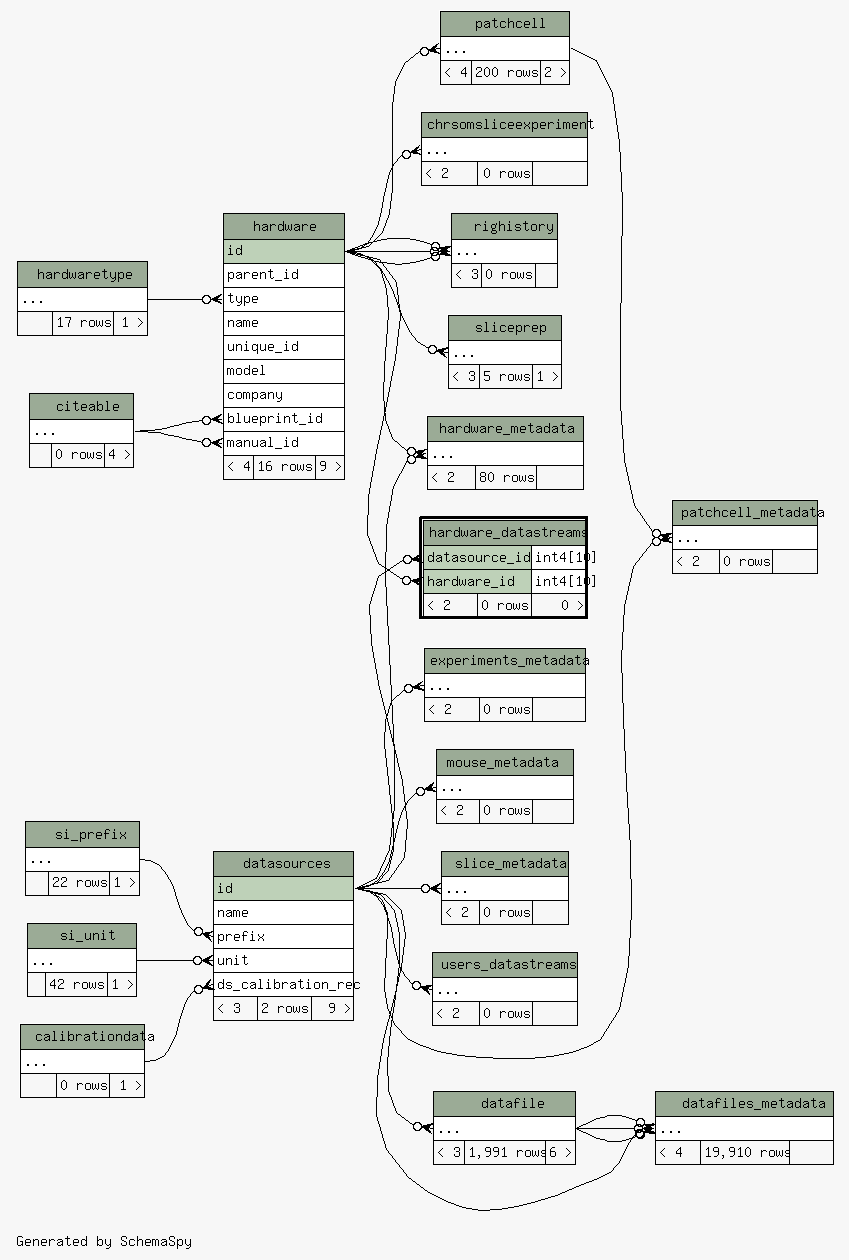 patchcell
...
< 4 200 rows 2 >
chrsomsliceexperiment
...
< 2 0 rows
hardware
id
parent_id
type
name
unique_id
model
company
blueprint_id
manual_id
< 4 16 rows 9 >
righistory
...
< 3 0 rows
hardwaretype
...
17 rows 1 >
sliceprep
...
< 3 5 rows 1 >
citeable
...
0 rows 4 >
hardware_metadata
...
< 2 80 rows
patchcell_metadata
...
< 2 0 rows
hardware_datastreams
datasource_id int4[10]
hardware_id int4[10]
< 2 0 rows 0 >
experiments_metadata
...
< 2 0 rows
mouse_metadata
...
< 2 0 rows
si_prefix
...
22 rows 1 >
datasources
id
name
prefix
unit
ds_calibration_rec
< 3 2 rows 9 >
slice_metadata
...
< 2 0 rows
si_unit
...
42 rows 1 >
users_datastreams
...
< 2 0 rows
calibrationdata
...
0 rows 1 >
datafile
...
< 3 1,991 rows 6 >
datafiles_metadata
...
< 4 19,910 rows
Generated by SchemaSpy